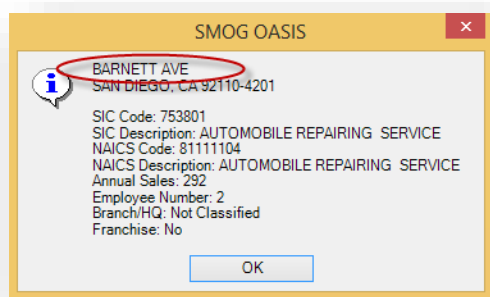 SMOG OASIS
BARNETT AVE
SAN DIEGO, CA 92110-4201
SIC Code: 753801
SIC Description: AUTOMOBILE REPAIRING  SERVICE
NAICS Code: 81111104
NAICS Description: AUTOMOBILE REPAIRING  SERVICE
Annual Sales: 292
Employee Number: 2
Branch/HQ: Not Classified
Franchise: No
OK